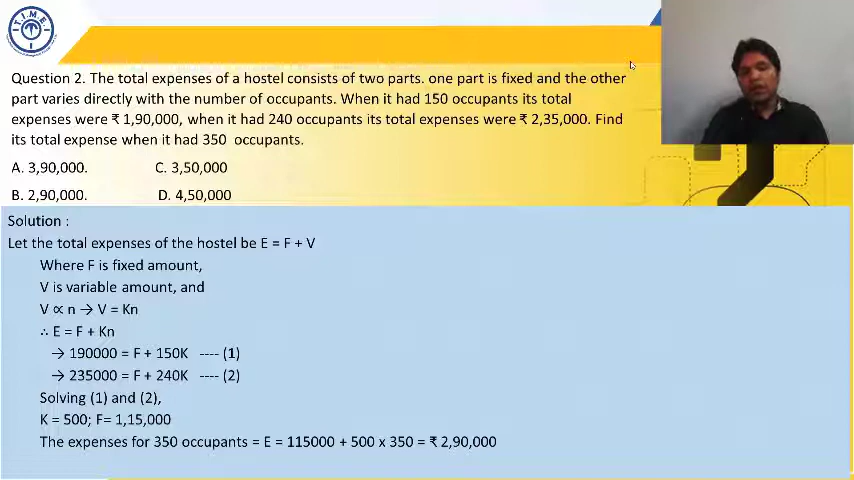 T.I.M.E.
Question 2. The total expenses of a hostel consists of two parts. one part is fixed and the other
part varies directly with the number of occupants. When it had 150 occupants its total
expenses were ₹ 1,90,000, when it had 240 occupants its total expenses were ₹ 2,35,000. Find
its total expense when it had 350 occupants.
A. 3,90,000. C. 3,50,000
B. 2,90,000. D. 4,50,000
Solution :
Let the total expenses of the hostel be E = F + V
Where F is fixed amount,
V is variable amount, and
V ∝ n → V = Kn
∴ E = F + Kn
→ 190000 = F + 150K ---- (1)
→ 235000 = F + 240K ---- (2)
Solving (1) and (2),
K = 500; F= 1,15,000
The expenses for 350 occupants = E = 115000 + 500 x 350 = ₹ 2,90,000